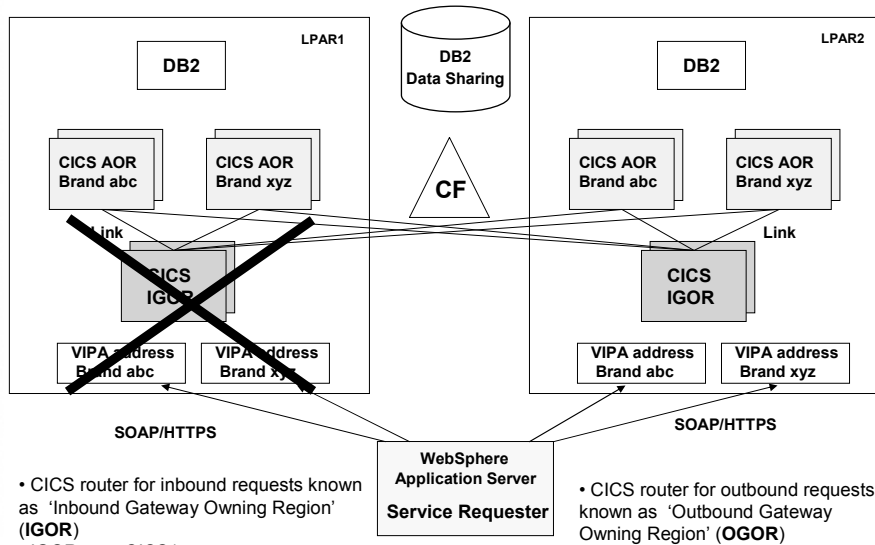 LPAR1
DB2
CICS AOR
Brand abc
CICS AOR
Brand xyz
Link
CICS
IGOR
VIPA address
Brand abc
VIPA address
Brand xyz
SOAP/HTTPS
DB2
Data Sharing
CF
LPAR2
DB2
CICS AOR
Brand abc
CICS AOR
Brand xyz
Link
CICS
IGOR
VIPA address
Brand abc
VIPA address
Brand xyz
SOAP/HTTPS
WebSphere
Application Server
Service Requester
• CICS router for inbound requests known
as ‘Inbound Gateway Owning Region’
(IGOR)
• CICS router for outbound requests
known as ‘Outbound Gateway
Owning Region’ (OGOR)